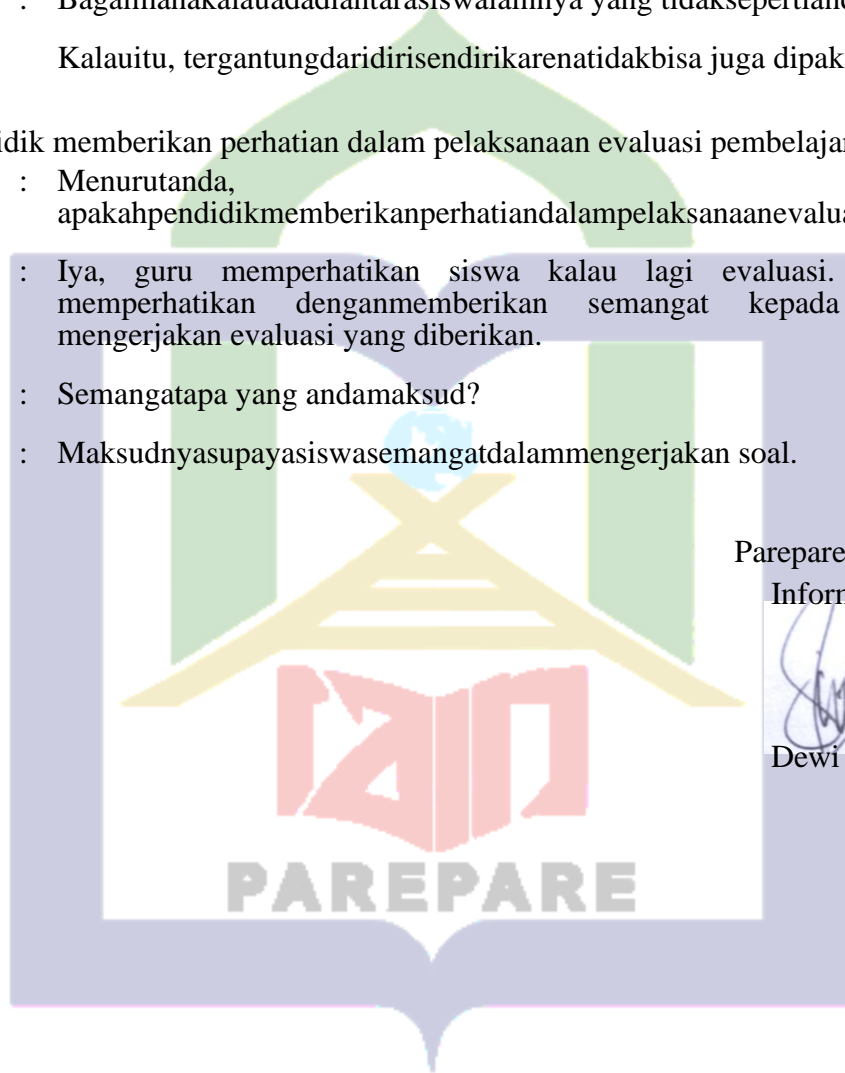 : Bagaimanakalauadadiantarasiswalainnya yang tidaksepertiand
Kalauitu, tergantungdaridirisendirikarenatidakbisa juga dipak
idik memberikan perhatian dalam pelaksanaan evaluasi pembelajar
: Menurutanda,
apakahpendidikmemberikanperhatiandalampelaksanaanevalua
: Iya, guru memperhatikan siswa kalau lagi evaluasi.
memperhatikan denganmemberikan semangat kepada
mengerjakan evaluasi yang diberikan.
: Semangatapa yang andamaksud?
: Maksudnyasupayasiswasemangatdalammengerjakan soal.
Parepare
Inforn
Dewi
PAREPARE